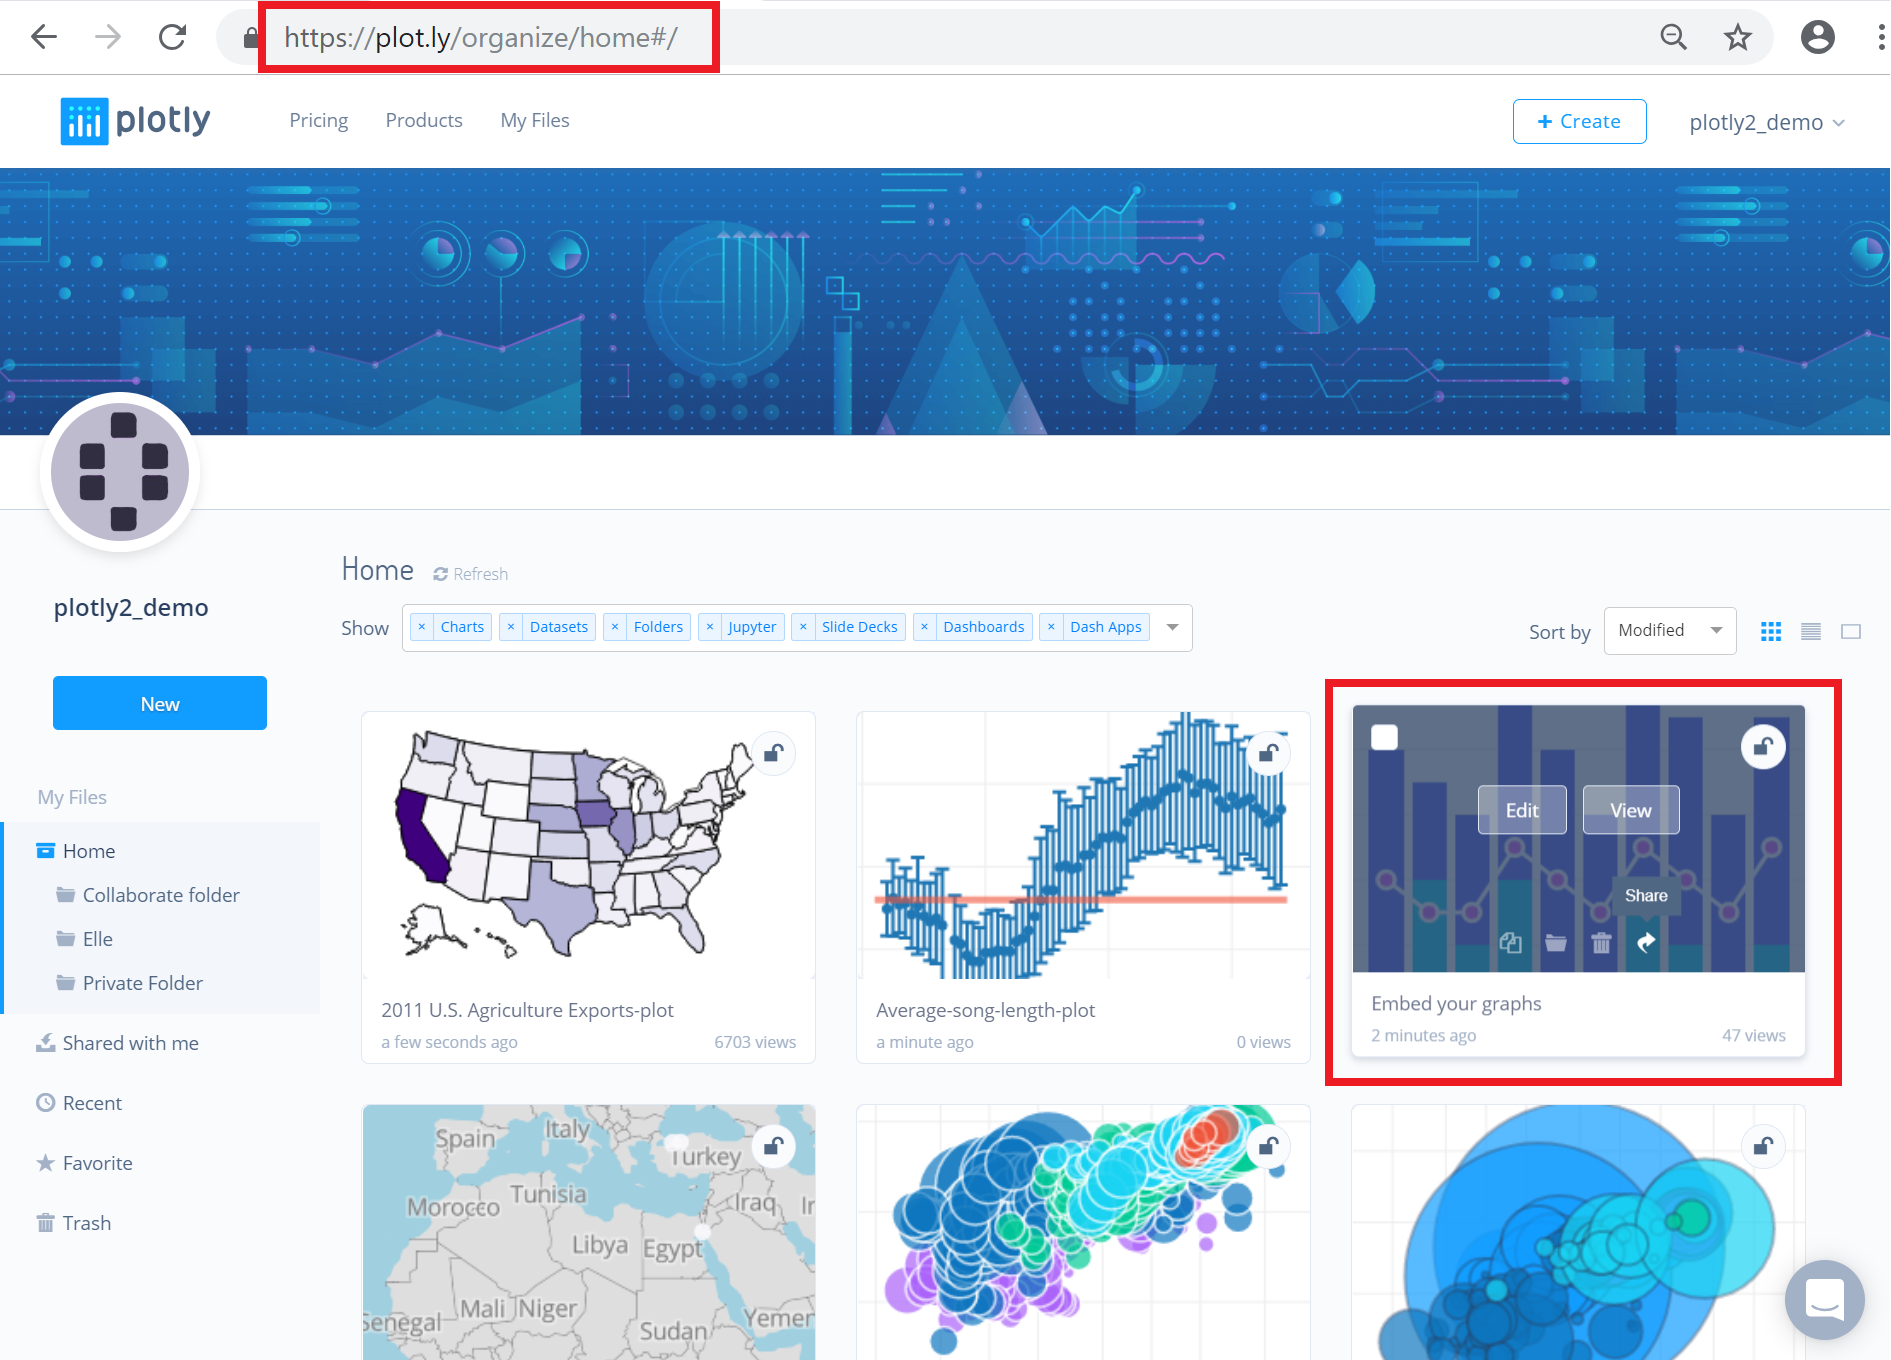 https://plot.ly/organize/home#/
plotly
Pricing
Products
My Files
+ Create
plotly2_demo
plotly2_demo
New
My Files
Home
Collaborate folder
Elle
Private Folder
Shared with me
Recent
Favorite
Trash
Home
Refresh
Show
× Charts
× Datasets
× Folders
× Jupyter
× Slide Decks
× Dashboards
× Dash Apps
Sort by
Modified
2011 U.S. Agriculture Exports-plot
a few seconds ago
6703 views
Average-song-length-plot
a minute ago
0 views
Edit
View
Share
Embed your graphs
2 minutes ago
47 views
Spain
Italy
Turkey
Tunisia
Morocco
Iraq
Libya
Egypt
Mali
Niger
Senegal
Sudan
Yemen